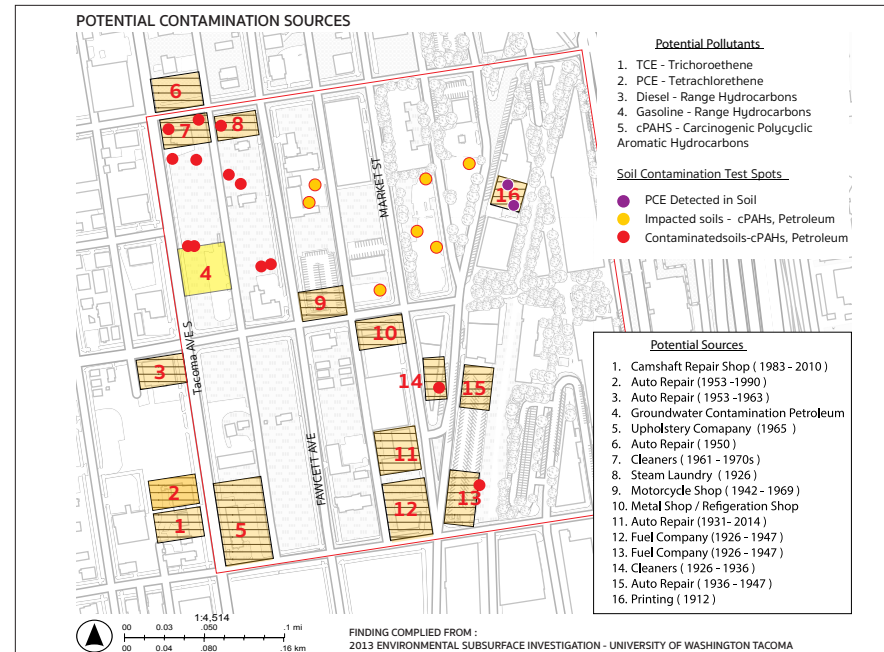 POTENTIAL CONTAMINATION SOURCES
Potential Pollutants
1. TCE - Trichoroethene
2. PCE - Tetrachlorethene
3. Diesel - Range Hydrocarbons
4. Gasoline - Range Hydrocarbons
5. cPAHS - Carcinogenic Polycyclic
Aromatic Hydrocarbons
Soil Contamination Test Spots
PCE Detected in Soil
Impacted soils - cPAHs, Petroleum
Contaminatedsoils-cPAHs, Petroleum
6
7
8
16
MARKET ST
4
9
10
Tacoma AVE S
3
14
15
FAWCETT AVE
11
2
13
12
1
5
Potential Sources
1. Camshaft Repair Shop ( 1983 - 2010 )
2. Auto Repair (1953 -1990)
3. Auto Repair (1953 -1963)
4. Groundwater Contamination Petroleum
5. Upholstery Comapany (1965 )
6. Auto Repair (1950 )
7. Cleaners ( 1961 - 1970s )
8. Steam Laundry ( 1926 )
9. Motorcycle Shop ( 1942 - 1969 )
10. Metal Shop / Refigeration Shop
11. Auto Repair (1931- 2014 )
12. Fuel Company (1926 - 1947)
13. Fuel Company (1926 - 1947)
14. Cleaners ( 1926 - 1936)
15. Auto Repair ( 1936 - 1947)
16. Printing ( 1912 )
1:4,514
00 0.03 .050 .1 mi
00 0.04 .080 .16 km
FINDING COMPLIED FROM :
2013 ENVIRONMENTAL SUBSURFACE INVESTIGATION - UNIVERSITY OF WASHINGTON TACOMA